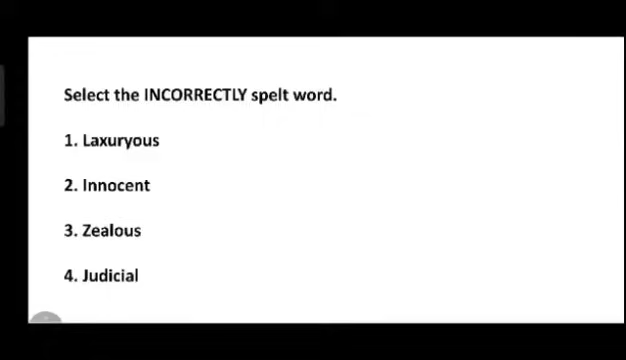 Select the INCORRECTLY spelt word.
1. Laxuryous
2. Innocent
3. Zealous
4. Judicial